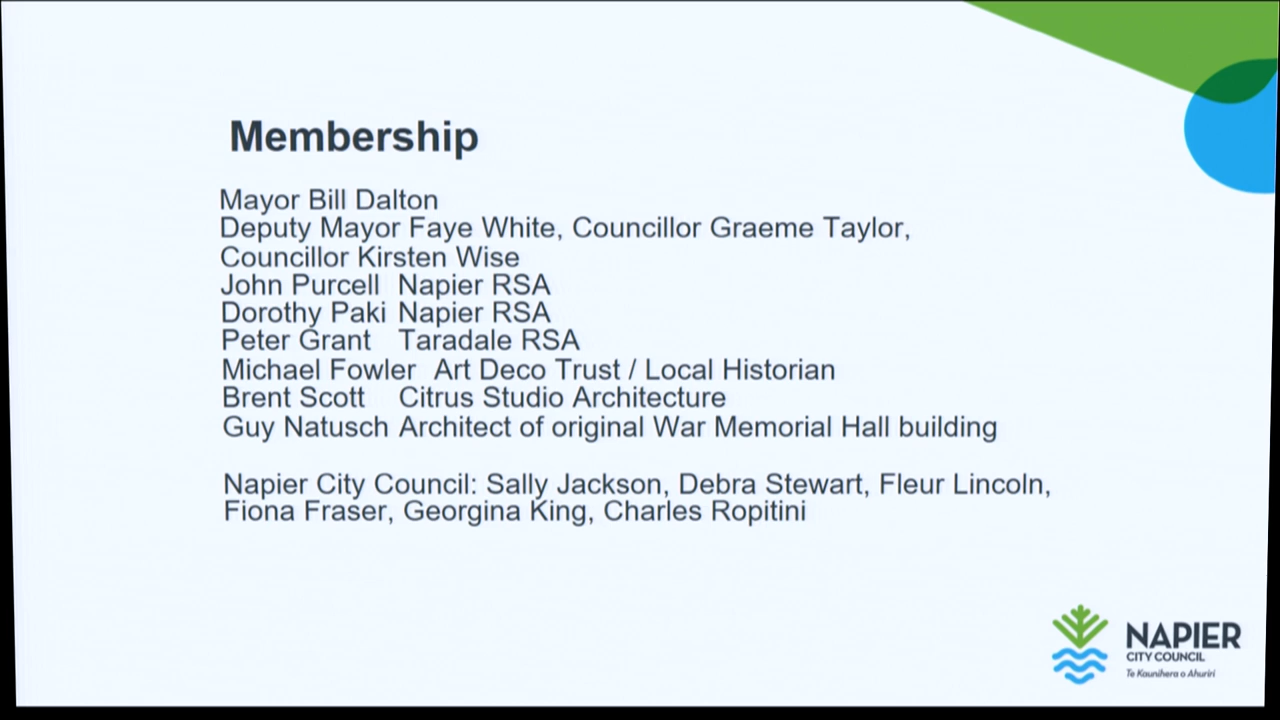 Membership
Mayor Bill Dalton
Deputy Mayor Faye White, Councillor Graeme Taylor,
Councillor Kirsten Wise
John Purcell Napier RSA
Dorothy Paki Napier RSA
Peter Grant Taradale RSA
Michael Fowler Art Deco Trust / Local Historian
Brent Scott Citrus Studio Architecture
Guy Natusch Architect of original War Memorial Hall building
Napier City Council: Sally Jackson, Debra Stewart, Fleur Lincoln,
Fiona Fraser, Georgina King, Charles Ropitini
NAPIER
CITY COUNCIL
Te Kaunihera o Ahuriri